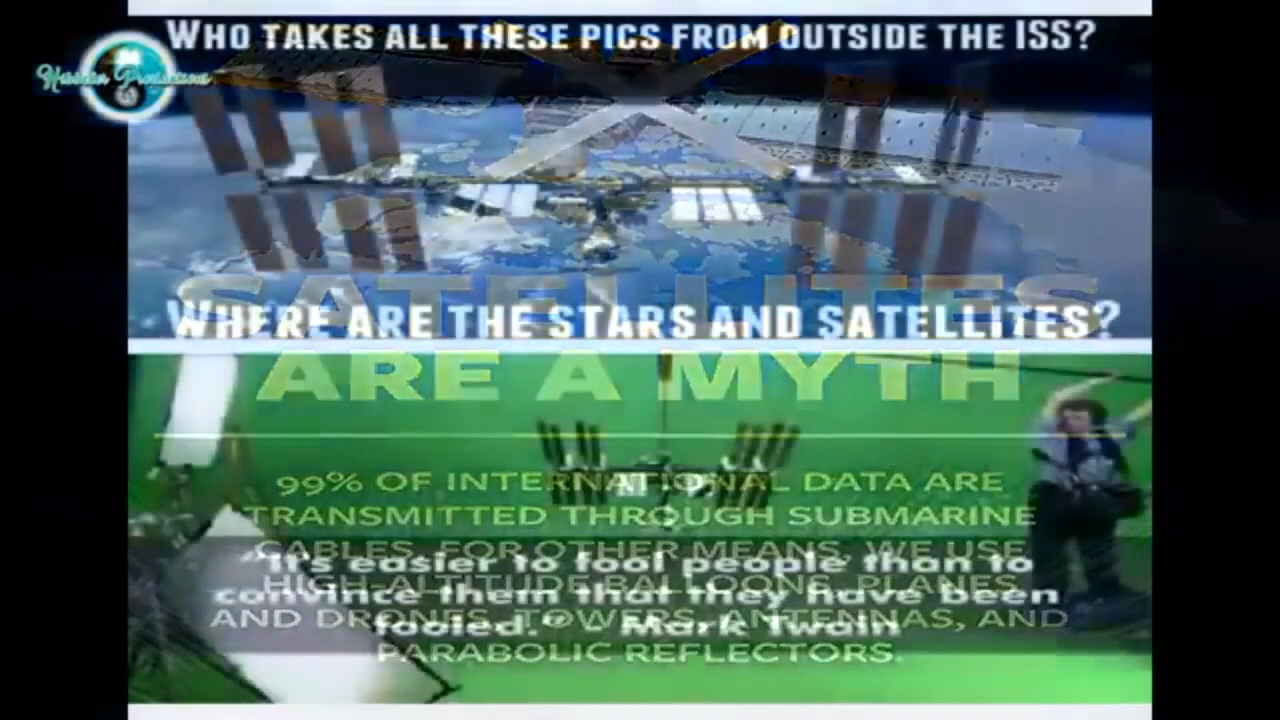 WHO TAKES ALL THESE PICS FROM OUTSIDE THE ISS?
SATELLITES
WHERE ARE THE STARS AND SATELLITES?
ARE A MYTH
99% OF INTERNATIONAL DATA ARE
TRANSMITTED THROUGH SUBMARINE
CABLES. FOR OTHER MEANS, WE USE
"It's easier to fool people than to
HIGH-ALTITUDE BALLOONS, PLANES
convince them that they have been
AND DRONES, TOWERS, ANTENNAS, AND
fooled." - Mark Twain
PARABOLIC REFLECTORS.